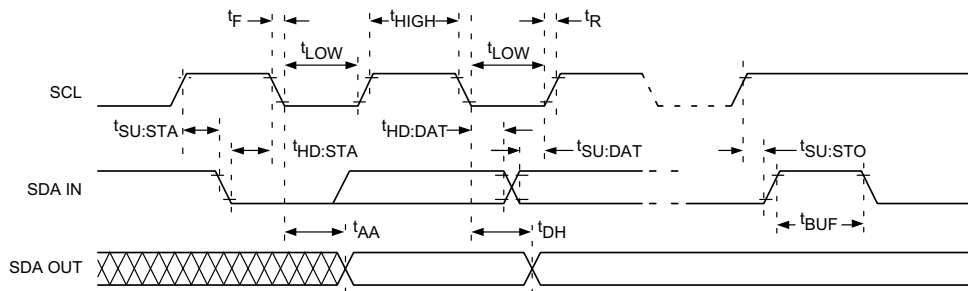 tF tHIGH tR
tLOW tLOW
SCL
tSU:STA tHD:STA tHD:DAT tSU:DAT tSU:STO
SDA IN
tAA tDH tBUF
SDA OUT